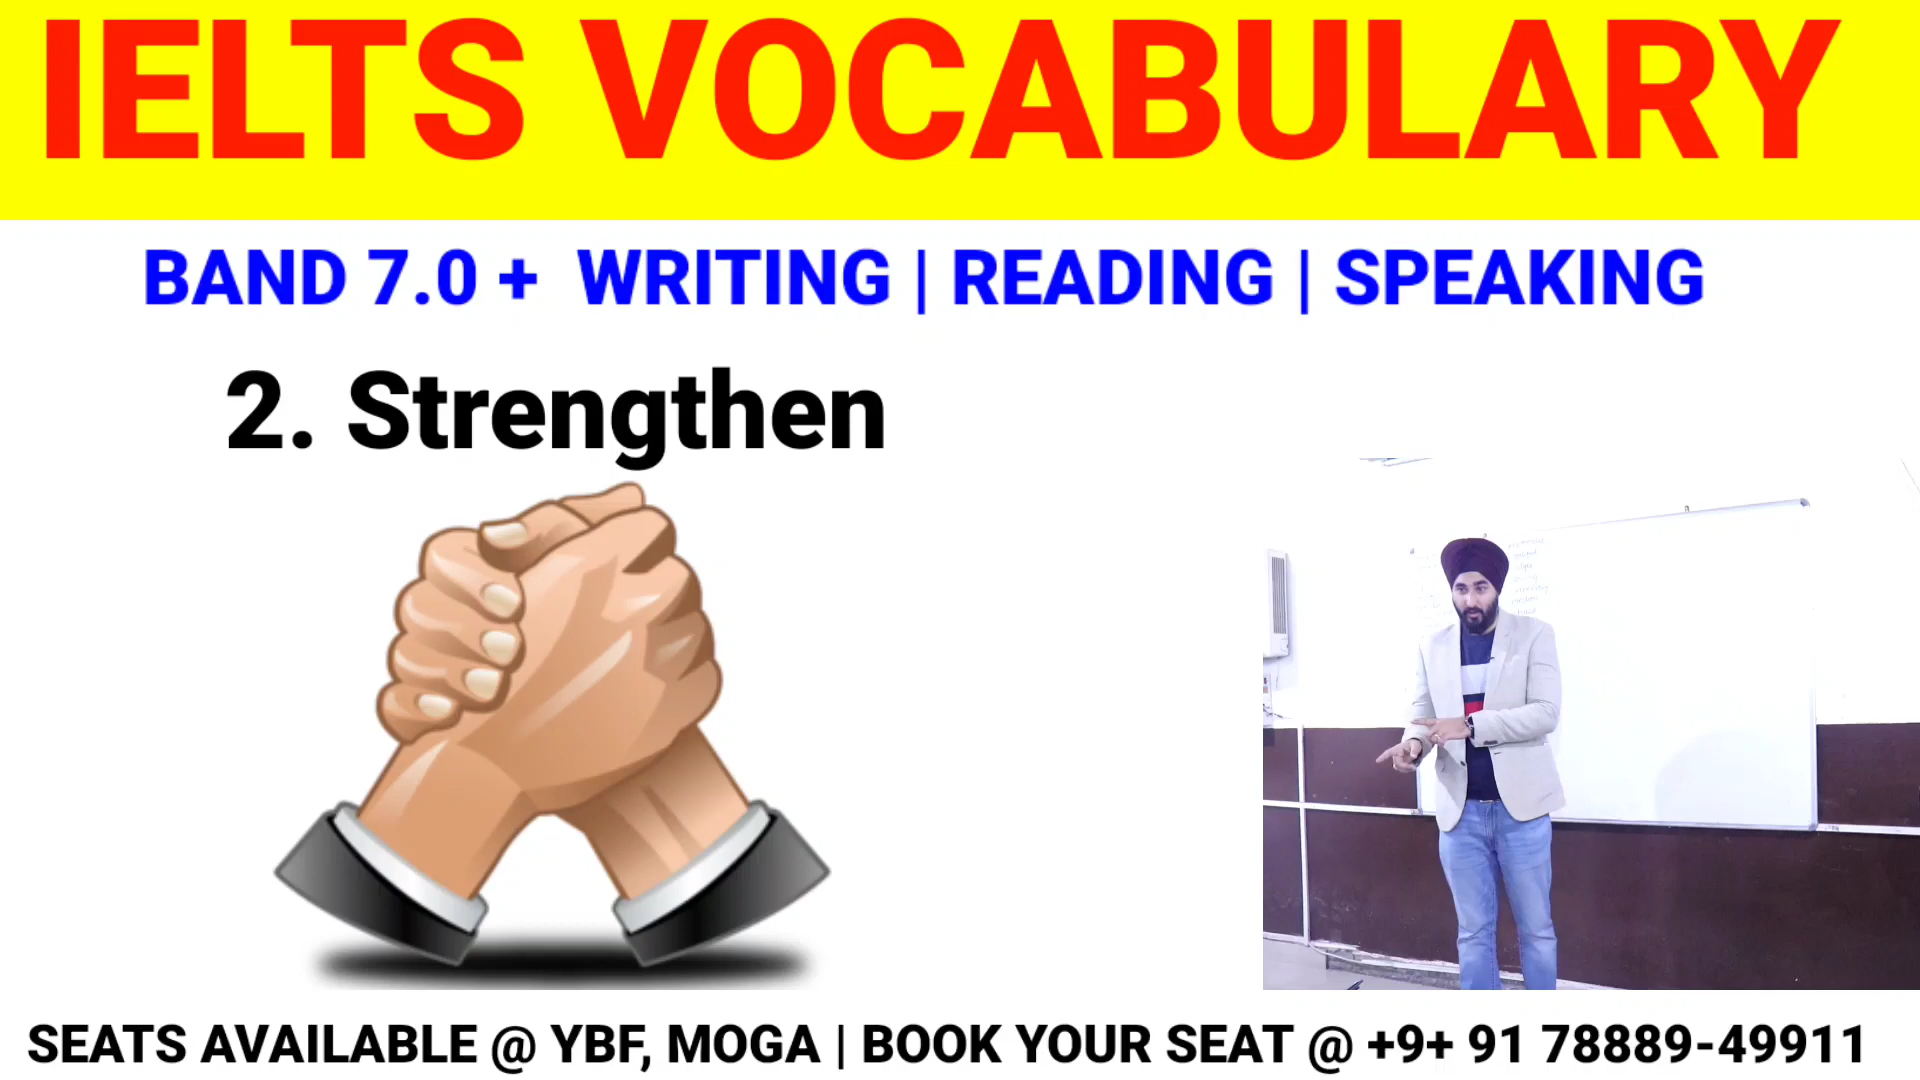 IELTS VOCABULARY
BAND 7.0 + WRITING | READING | SPEAKING
2. Strengthen
SEATS AVAILABLE @ YBF, MOGA | BOOK YOUR SEAT @ +9+ 91 78889-49911